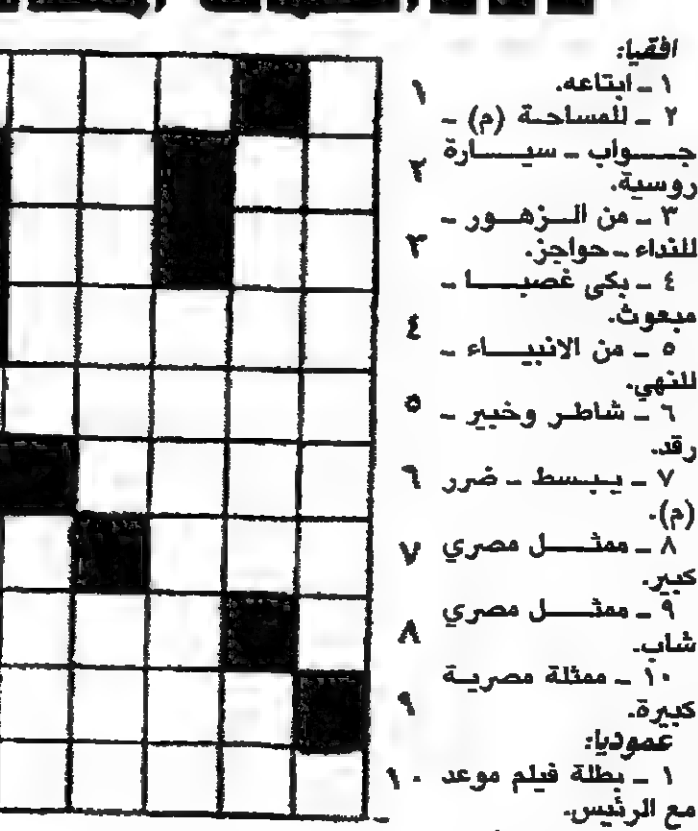 افقيا:
١ ـ ابتاعه.
٢ ـ للمساحة (م) ـ
جواب ـ سيارة
روسية.
٣ ـ من الزهور ـ
للنداء ـ حواجز.
٤ ـ بكى غصبا ـ
مبعوث.
٥ ـ من الانبياء ـ
للنهي.
٦ ـ شاطر وخبير ـ
رقد.
٧ ـ يبسط ـ ضرر
(م).
٨ ـ ممثل مصري
كبير.
٩ ـ ممثل مصري
شاب.
١٠ ـ ممثلة مصرية
كبيرة.
عموديا:
١ ـ بطلة فيلم موعد
مع الرئيس.
١
٢
٣
٤
٥
٦
٧
٨
٩
١٠